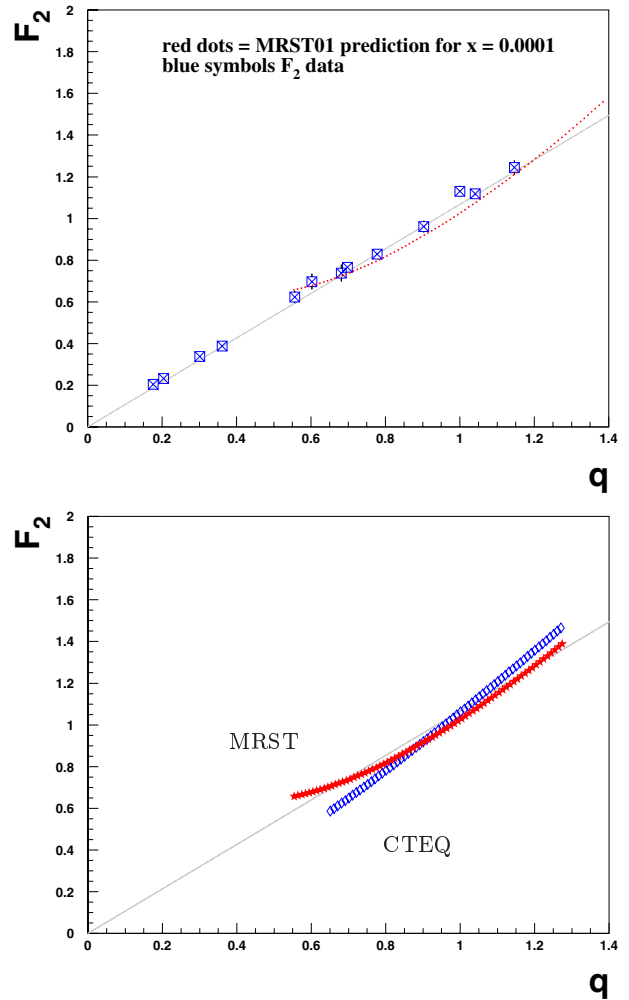 F2
2
1.8
1.6
1.4
1.2
1
0.8
0.6
0.4
0.2
0
red dots = MRST01 prediction for x = 0.0001
blue symbols F2 data
0 0.2 0.4 0.6 0.8 1 1.2 1.4
q
F2
2
1.8
1.6
1.4
1.2
1
0.8
0.6
0.4
0.2
0
MRST
CTEQ
0 0.2 0.4 0.6 0.8 1 1.2 1.4
q